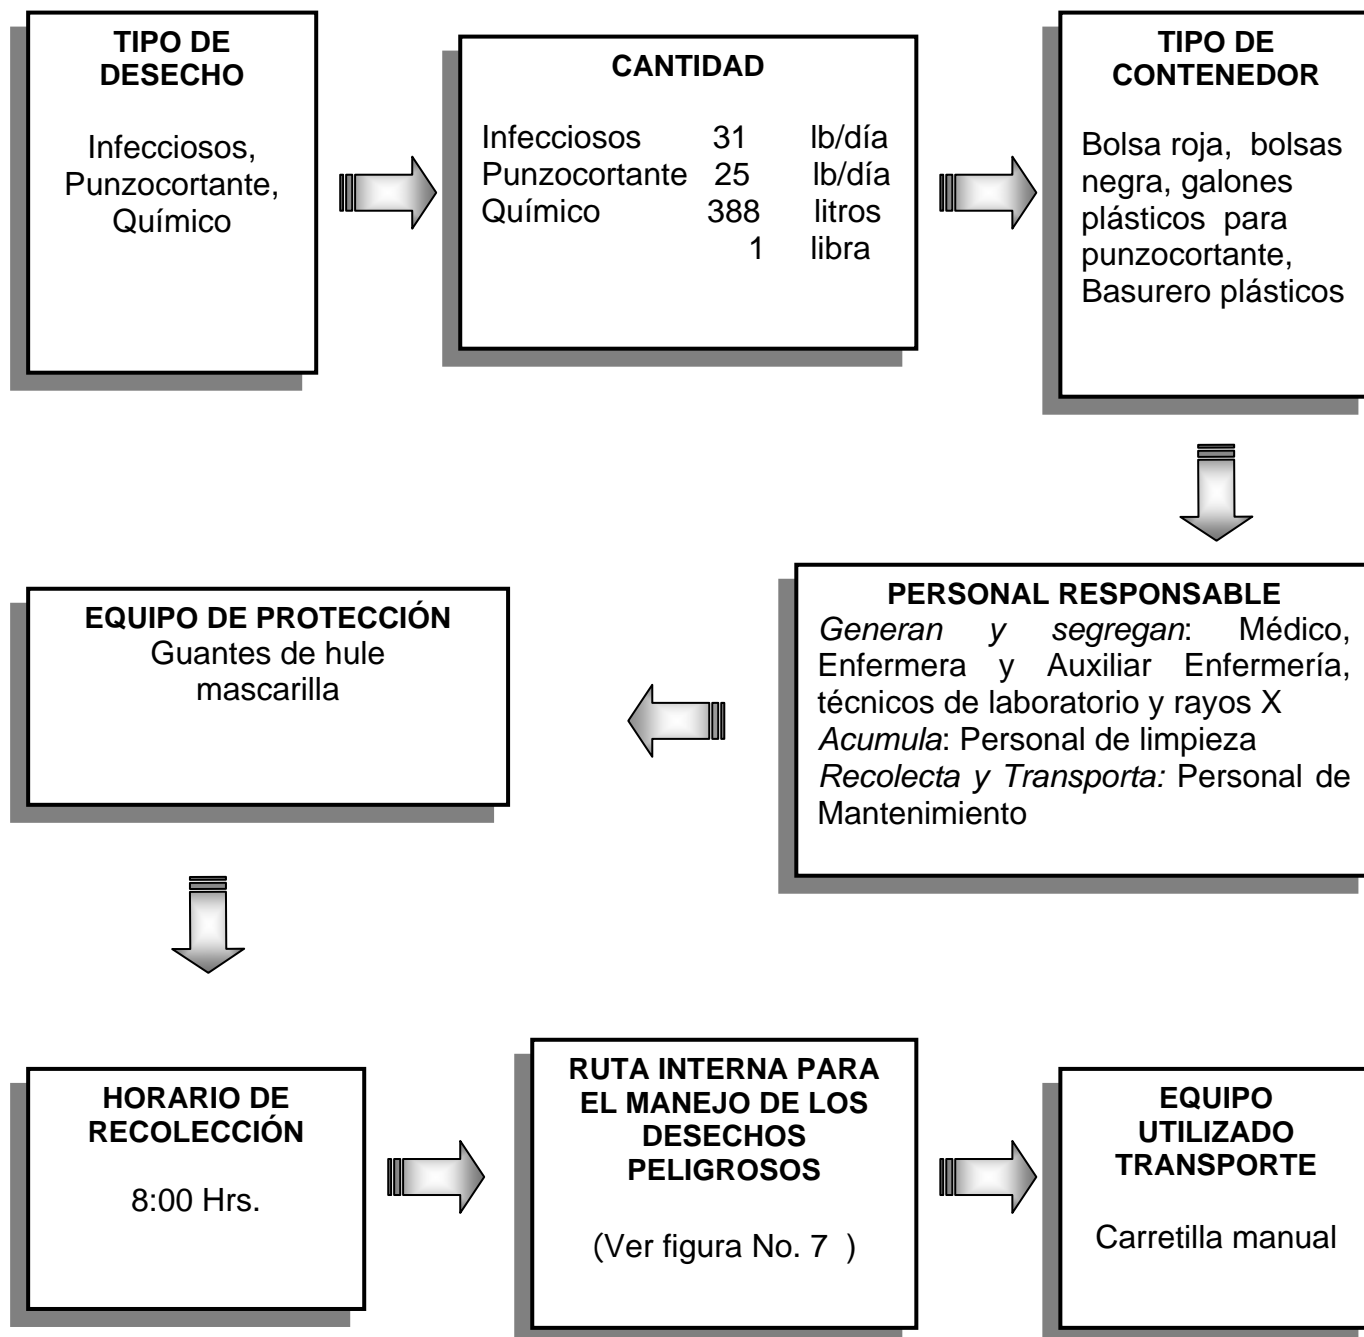 TIPO DE
DESECHO
Infecciosos,
Punzocortante,
Químico
CANTIDAD
Infecciosos 31 lb/día
Punzocortante 25 lb/día
Químico 388 litros
1 libra
TIPO DE
CONTENEDOR
Bolsa roja, bolsas
negra, galones
plásticos para
punzocortante,
Basurero plásticos
PERSONAL RESPONSABLE
Generan y segregan: Médico,
Enfermera y Auxiliar Enfermería,
técnicos de laboratorio y rayos X
Acumula: Personal de limpieza
Recolecta y Transporta: Personal de
Mantenimiento
EQUIPO DE PROTECCIÓN
Guantes de hule
mascarilla
HORARIO DE
RECOLECCIÓN
8:00 Hrs.
RUTA INTERNA PARA
EL MANEJO DE LOS
DESECHOS
PELIGROSOS
(Ver figura No. 7 )
EQUIPO
UTILIZADO
TRANSPORTE
Carretilla manual